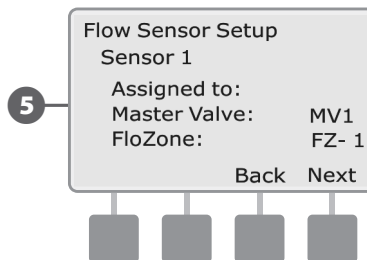 Flow Sensor Setup
Sensor 1
Assigned to:
Master Valve: MV1
FloZone: FZ- 1
Back Next
5